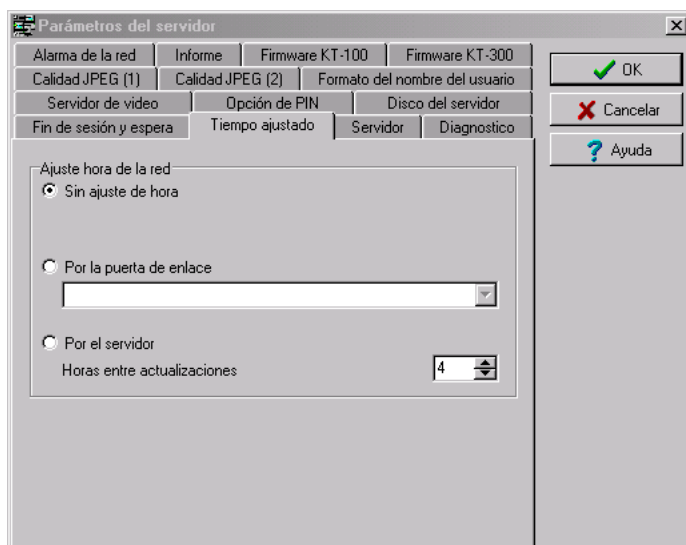 Parámetros del servidor
Alarma de la red Informe Firmware KT-100 Firmware KT-300
Calidad JPEG (1) Calidad JPEG (2) Formato del nombre del usuario
Servidor de video Opción de PIN Disco del servidor
Fin de sesión y espera Tiempo ajustado Servidor Diagnostico
OK
Cancelar
Ayuda
Ajuste hora de la red
Sin ajuste de hora
Por la puerta de enlace
Por el servidor
Horas entre actualizaciones 4